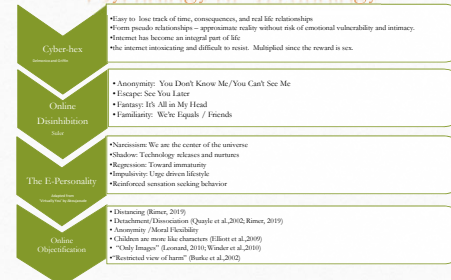 Cyber-hex
•Easy to lose track of time, consequences, and real life relationships
•Form pseudo relationships – approximate reality without risk of emotional vulnerability and intimacy.
•Internet has become an integral part of life
•the internet intoxicating and difficult to resist. Multiplied since the reward is sex.
Online
Disinhibition
Suler
• Anonymity: You Don't Know Me/You Can't See Me
• Escape: See You Later
• Fantasy: It's All in My Head
• Familiarity: We're Equals / Friends
The E-Personality
•Narcissism: We are the center of the universe
•Shadow: Technology releases and nurtures
•Regression: Toward immaturity
•Impulsivity: Urge driven lifestyle
•Reinforced sensation seeking behavior
Online
Objectification
• Distancing (Rimer, 2019)
• Detachment/Dissociation (Quayle et al.,2002; Rimer, 2019)
• Anonymity /Moral Flexibility
• Children are more like characters (Elliott et al.,2009)
• "Only Images" (Leonard, 2010; Winder et al.,2010)
•"Restricted view of harm" (Burke et al.,2002)